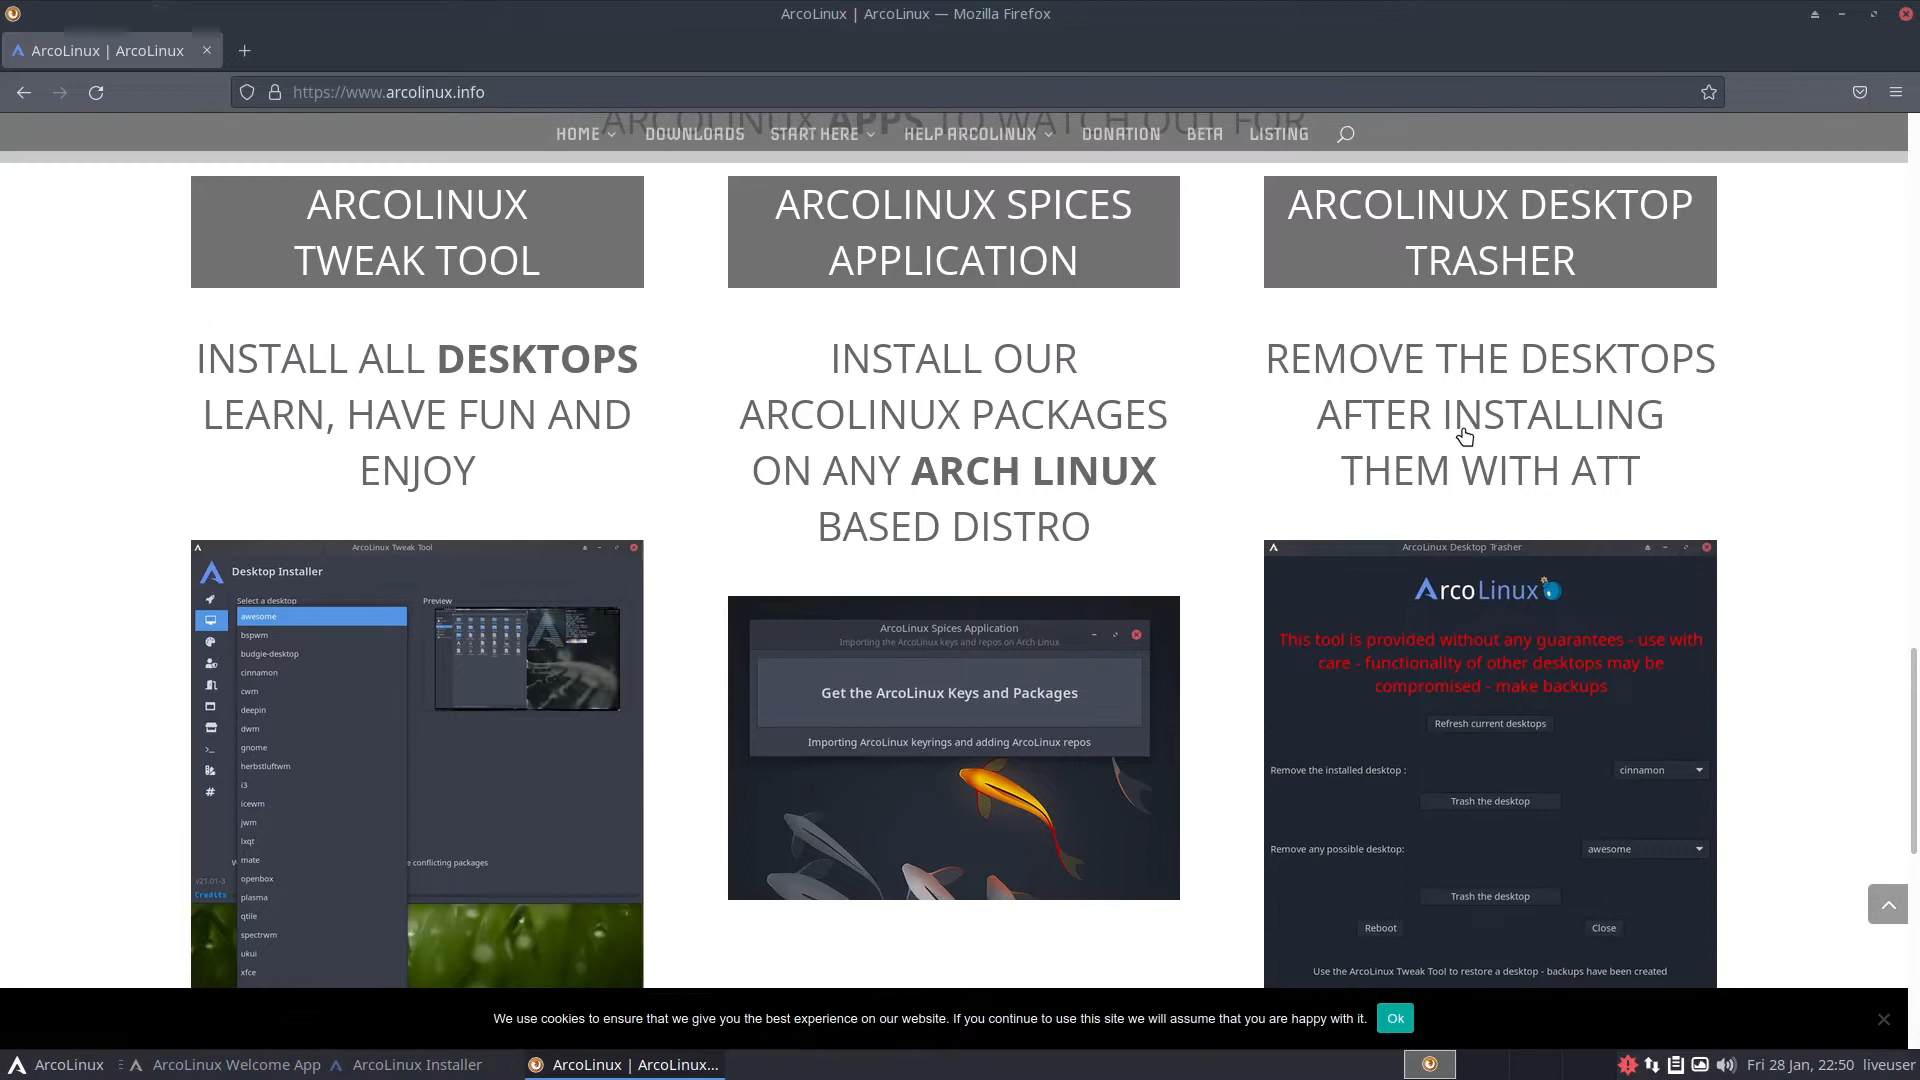 ArcoLinux | ArcoLinux — Mozilla Firefox
ArcoLinux | ArcoLinux
https://www.arcolinux.info
ARCOLINUX APPS TO WATCH OUT FOR
HOME DOWNLOADS START HERE HELP ARCOLINUX DONATION BETA LISTING
ARCOLINUX
TWEAK TOOL
INSTALL ALL DESKTOPS
LEARN, HAVE FUN AND
ENJOY
ArcoLinux Tweak Tool
Desktop Installer
Select a desktop
Preview
awesome
bspwm
budgie-desktop
cinnamon
cwm
deepin
dwm
gnome
herbstluftwm
i3
icewm
jwm
lxqt
mate
e conflicting packages
openbox
v21.01-3
plasma
Credits
qtile
spectrwm
ukui
xfce
ARCOLINUX SPICES
APPLICATION
INSTALL OUR
ARCOLINUX PACKAGES
ON ANY ARCH LINUX
BASED DISTRO
ArcoLinux Spices Application
Importing the ArcoLinux keys and repos on Arch Linux
Get the ArcoLinux Keys and Packages
Importing ArcoLinux keyrings and adding ArcoLinux repos
ARCOLINUX DESKTOP
TRASHER
REMOVE THE DESKTOPS
AFTER INSTALLING
THEM WITH ATT
ArcoLinux Desktop Trasher
ArcoLinux
This tool is provided without any guarantees - use with
care - functionality of other desktops may be
compromised - make backups
Refresh current desktops
Remove the installed desktop :
cinnamon
Trash the desktop
Remove any possible desktop:
awesome
Trash the desktop
Reboot
Close
Use the ArcoLinux Tweak Tool to restore a desktop - backups have been created
We use cookies to ensure that we give you the best experience on our website. If you continue to use this site we will assume that you are happy with it.
Ok
ArcoLinux
ArcoLinux Welcome App
ArcoLinux Installer
ArcoLinux | ArcoLinux...
Fri 28 Jan, 22:50
liveuser